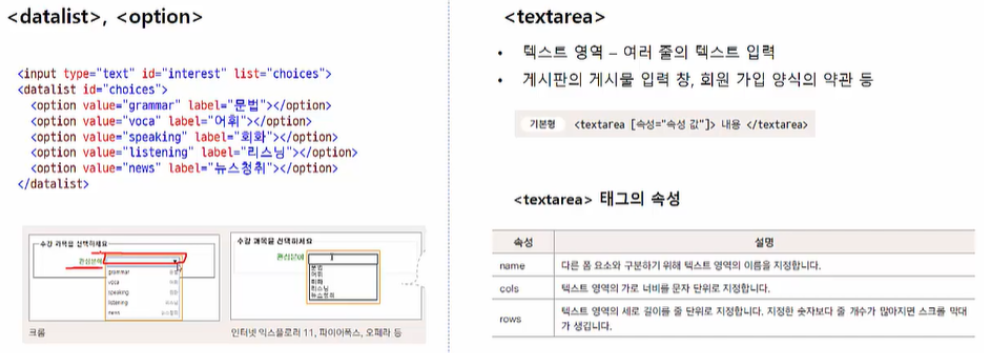 <datalist>, <option>
<input type="text" id="interest" list="choices">
<datalist id="choices">
<option value="grammar" label="문법"></option>
<option value="voca" label="어휘"></option>
<option value="speaking" label="회화"></option>
<option value="listening" label="리스닝"></option>
<option value="news" label="뉴스청취"></option>
</datalist>
수강 과목을 선택하세요
관심분야
grammar 문법
voca 어휘
speaking 회화
listening 리스닝
news 뉴스청취
크롬
수강 과목을 선택하세요
관심분야
문법
어휘
회화
리스닝
뉴스청취
인터넷 익스플로러 11, 파이어폭스, 오페라 등
<textarea>
• 텍스트 영역 – 여러 줄의 텍스트 입력
• 게시판의 게시물 입력 창, 회원 가입 양식의 약관 등
기본형 <textarea [속성="속성 값"]> 내용 </textarea>
<textarea> 태그의 속성
속성 설명
name 다른 폼 요소와 구분하기 위해 텍스트 영역의 이름을 지정합니다.
cols 텍스트 영역의 가로 너비를 문자 단위로 지정합니다.
rows 텍스트 영역의 세로 길이를 줄 단위로 지정합니다. 지정한 숫자보다 줄 개수가 많아지면 스크롤 막대
가 생깁니다.